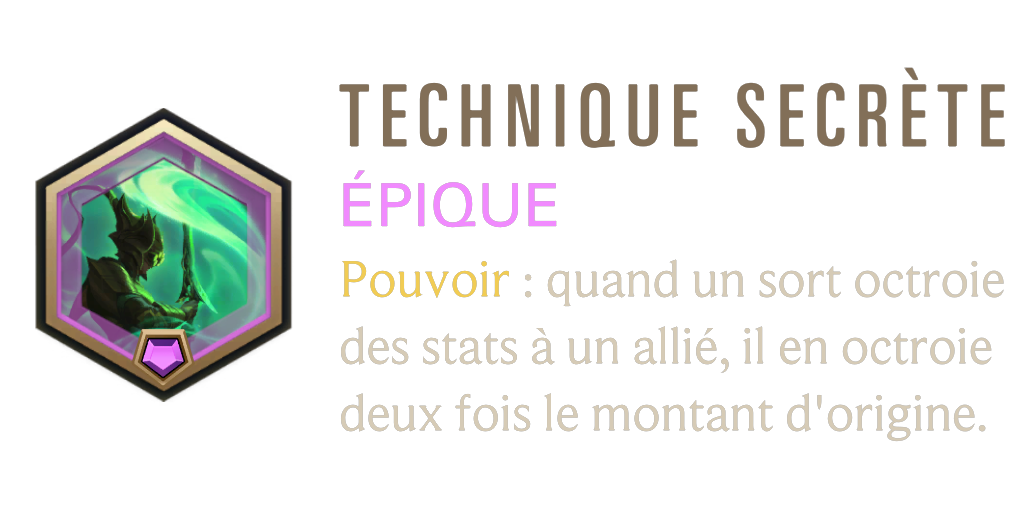 TECHNIQUE SECRÈTE
ÉPIQUE
Pouvoir : quand un sort octroie
des stats à un allié, il en octroie
deux fois le montant d'origine.